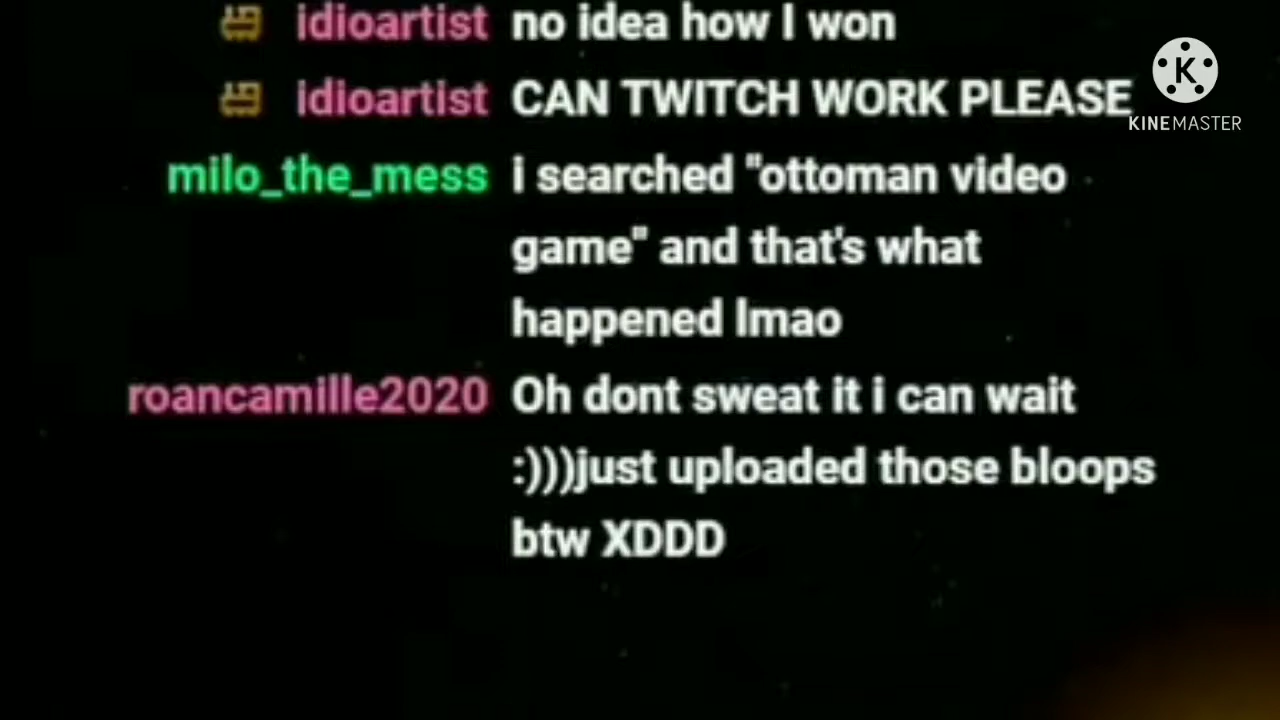 idioartist no idea how I won
idioartist CAN TWITCH WORK PLEASE
milo_the_mess i searched "ottoman video
game" and that's what
happened lmao
roancamille2020 Oh dont sweat it i can wait
:)))just uploaded those bloops
btw XDDD
K
KINEMASTER